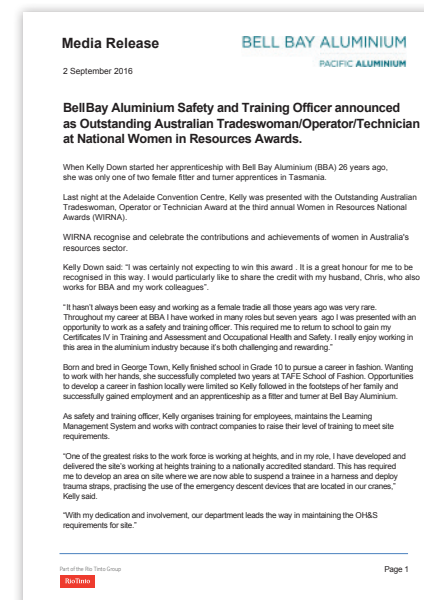 Media Release
BELL BAY ALUMINIUM
PACIFIC ALUMINIUM
2 September 2016
BellBay Aluminium Safety and Training Officer announced
as Outstanding Australian Tradeswoman/Operator/Technician
at National Women in Resources Awards.
When Kelly Down started her apprenticeship with Bell Bay Aluminium (BBA) 26 years ago,
she was only one of two female fitter and turner apprentices in Tasmania.
Last night at the Adelaide Convention Centre, Kelly was presented with the Outstanding Australian
Tradeswoman, Operator or Technician Award at the third annual Women in Resources National
Awards (WIRNA).
WIRNA recognise and celebrate the contributions and achievements of women in Australia's
resources sector.
Kelly Down said: "I was certainly not expecting to win this award . It is a great honour for me to be
recognised in this way. I would particularly like to share the credit with my husband, Chris, who also
works for BBA and my work colleagues".
"It hasn't always been easy and working as a female tradie all those years ago was very rare.
Throughout my career at BBA I have worked in many roles but seven years ago I was presented with an
opportunity to work as a safety and training officer. This required me to return to school to gain my
Certificates IV in Training and Assessment and Occupational Health and Safety. I really enjoy working in
this area in the aluminium industry because it's both challenging and rewarding."
Born and bred in George Town, Kelly finished school in Grade 10 to pursue a career in fashion. Wanting
to work with her hands, she successfully completed two years at TAFE School of Fashion. Opportunities
to develop a career in fashion locally were limited so Kelly followed in the footsteps of her family and
successfully gained employment and an apprenticeship as a fitter and turner at Bell Bay Aluminium.
As safety and training officer, Kelly organises training for employees, maintains the Learning
Management System and works with contract companies to raise their level of training to meet site
requirements.
"One of the greatest risks to the work force is working at heights, and in my role, I have developed and
delivered the site's working at heights training to a nationally accredited standard. This has required
me to develop an area on site where we are now able to suspend a trainee in a harness and deploy
trauma straps, practising the use of the emergency descent devices that are located in our cranes,"
Kelly said.
"With my dedication and involvement, our department leads the way in maintaining the OH&S
requirements for site."
Part of the Rio Tinto Group
Page 1
RioTinto